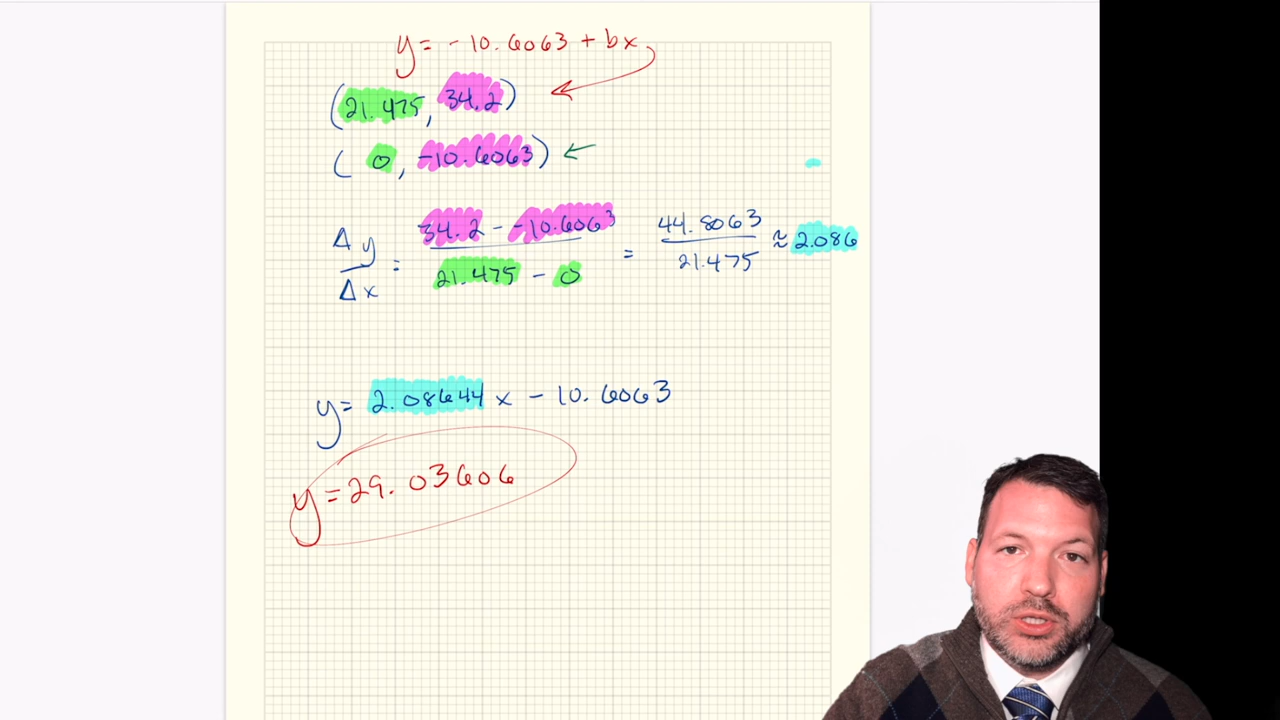 y = -10.6063 + bx
(21.475, 34.2)
(0, -10.6063)
Δy/Δx = 34.2 - -10.6063 / 21.475 - 0 = 44.8063 / 21.475 ≈ 2.086
y = 2.08644x - 10.6063
y = 29.03606